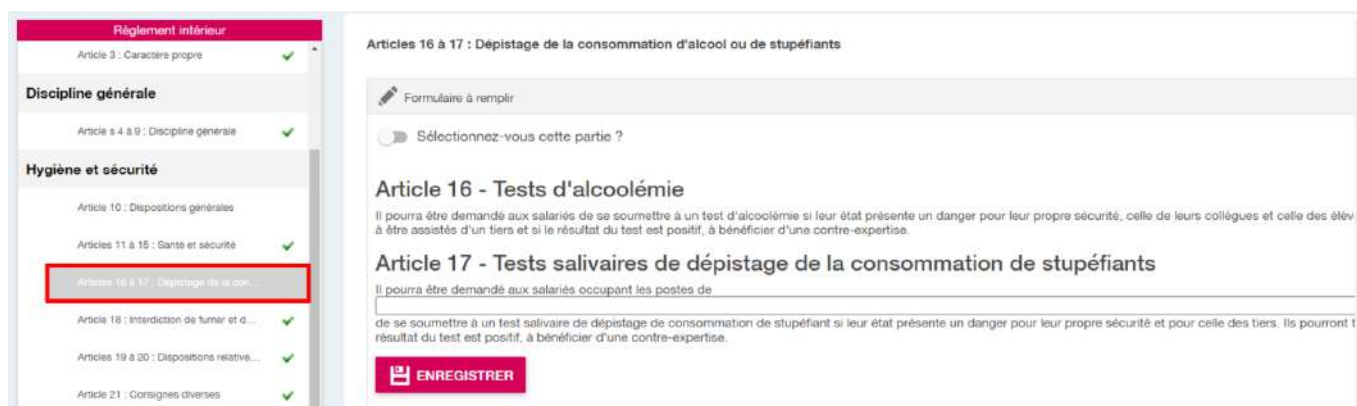 Règlement intérieur
Article 3 : Caractère propre
Discipline générale
Article s 4 à 9 : Discipline générale
Hygiène et sécurité
Article 10 : Dispositions générales
Articles 11 à 15 : Santé et sécurité
Articles 16 à 17 : Dépistage de la con...
Article 18 : Interdiction de fumer et d...
Articles 19 à 20 : Dispositions relative...
Article 21 : Consignes diverses
Articles 16 à 17 : Dépistage de la consommation d'alcool ou de stupéfiants
Formulaire à remplir
Sélectionnez-vous cette partie ?
Article 16 - Tests d'alcoolémie
Il pourra être demandé aux salariés de se soumettre à un test d'alcoolémie si leur état présente un danger pour leur propre sécurité, celle de leurs collègues et celle des élèv
à être assistés d'un tiers et si le résultat du test est positif, à bénéficier d'une contre-expertise.
Article 17 - Tests salivaires de dépistage de la consommation de stupéfiants
Il pourra être demandé aux salariés occupant les postes de
de se soumettre à un test salivaire de dépistage de consommation de stupéfiant si leur état présente un danger pour leur propre sécurité et pour celle des tiers. Ils pourront
résultat du test est positif, à bénéficier d'une contre-expertise.
ENREGISTRER